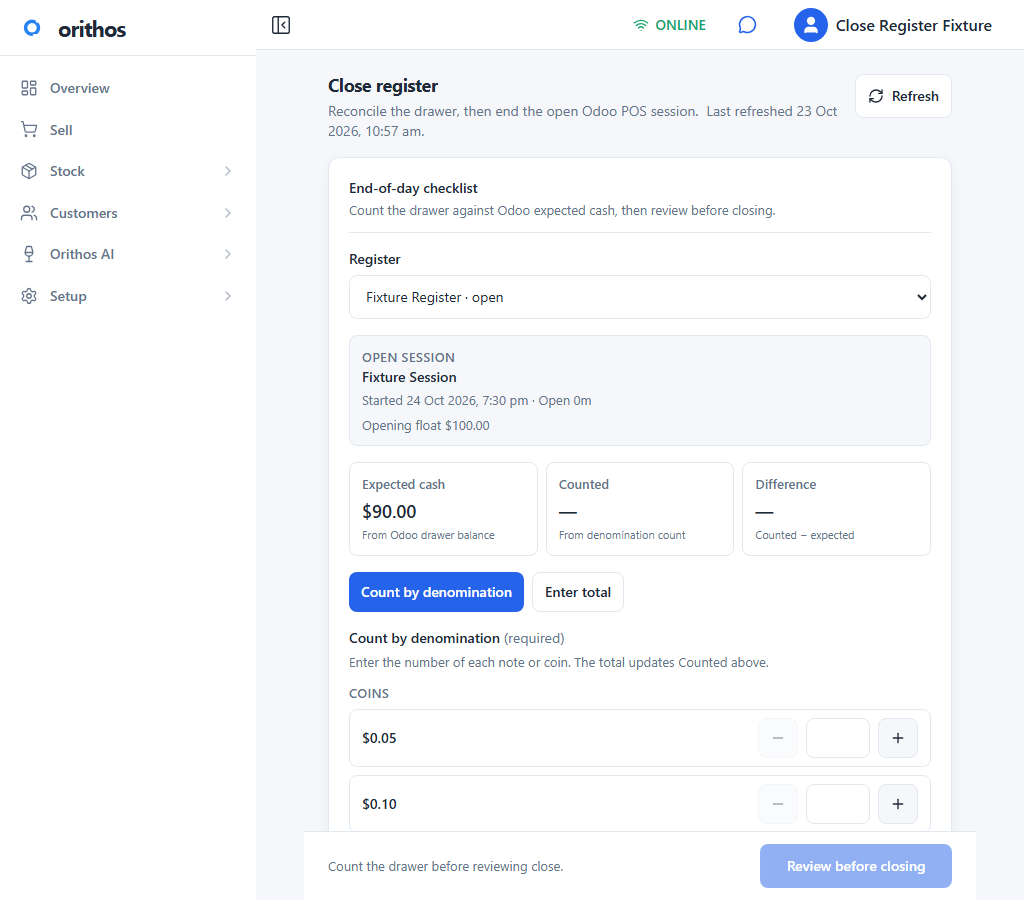 orithos
ONLINE
Close Register Fixture
Overview
Sell
Stock
Customers
Orithos AI
Setup
Close register
Reconcile the drawer, then end the open Odoo POS session. Last refreshed 23 Oct
2026, 10:57 am.
Refresh
End-of-day checklist
Count the drawer against Odoo expected cash, then review before closing.
Register
Fixture Register · open
OPEN SESSION
Fixture Session
Started 24 Oct 2026, 7:30 pm · Open 0m
Opening float $100.00
Expected cash
$90.00
From Odoo drawer balance
Counted
—
From denomination count
Difference
—
Counted − expected
Count by denomination
Enter total
Count by denomination (required)
Enter the number of each note or coin. The total updates Counted above.
COINS
$0.05
− +
$0.10
− +
Count the drawer before reviewing close.
Review before closing